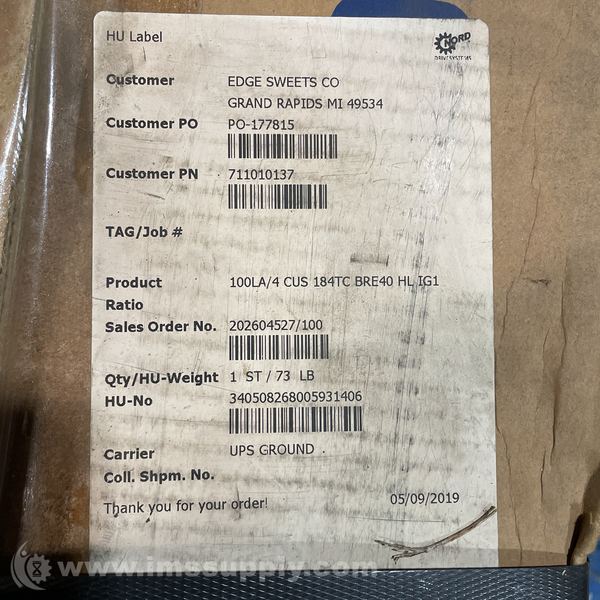 HU Label
NORD
DRIVESYSTEMS
Customer EDGE SWEETS CO
GRAND RAPIDS MI 49534
Customer PO PO-177815
Customer PN 711010137
TAG/Job #
Product 100LA/4 CUS 184TC BRE40 HL IG1
Ratio
Sales Order No. 202604527/100
Qty/HU-Weight 1 ST / 73 LB
HU-No 340508268005931406
Carrier UPS GROUND .
Coll. Shpm. No.
Thank you for your order! 05/09/2019
www.imssupply.com